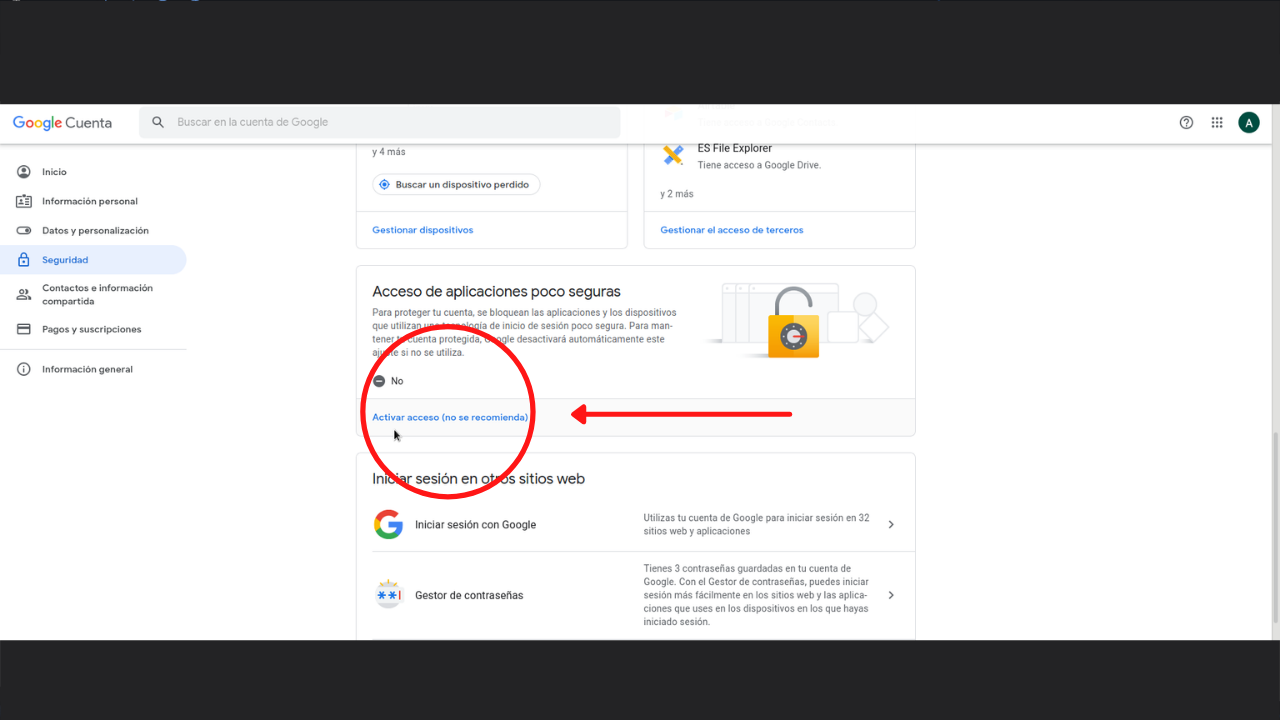 Google Cuenta
Buscar en la cuenta de Google
A
Inicio
Información personal
Datos y personalización
Seguridad
Contactos e información
compartida
Pagos y suscripciones
Información general
y 4 más
Buscar un dispositivo perdido
Gestionar dispositivos
ES File Explorer
Tiene acceso a Google Drive.
y 2 más
Gestionar el acceso de terceros
Acceso de aplicaciones poco seguras
Para proteger tu cuenta, se bloquean las aplicaciones y los dispositivos
que utilizan una tecnología de inicio de sesión poco segura. Para man-
tener tu cuenta protegida, Google desactivará automáticamente este
ajuste si no se utiliza.
No
Activar acceso (no se recomienda)
Iniciar sesión en otros sitios web
Iniciar sesión con Google
Utilizas tu cuenta de Google para iniciar sesión en 32
sitios web y aplicaciones
Gestor de contraseñas
Tienes 3 contraseñas guardadas en tu cuenta de
Google. Con el Gestor de contraseñas, puedes iniciar
sesión más fácilmente en los sitios web y las aplica-
ciones que uses en los dispositivos en los que hayas
iniciado sesión.